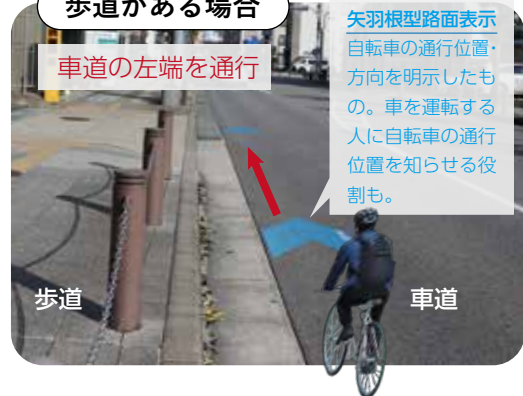 歩道がある場合
車道の左端を通行
矢羽根型路面表示
自転車の通行位置・
方向を明示したも
の。車を運転する
人に自転車の通行
位置を知らせる役
割も。
歩道
車道